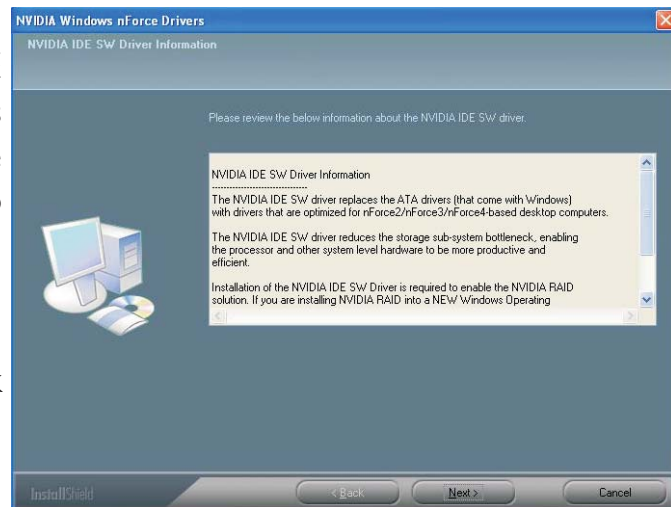 NVIDIA Windows nForce Drivers
NVIDIA IDE SW Driver Information
Please review the below information about the NVIDIA IDE SW driver.
NVIDIA IDE SW Driver Information
--------------------------------
The NVIDIA IDE SW driver replaces the ATA drivers (that come with Windows)
with drivers that are optimized for nForce2/nForce3/nForce4-based desktop computers.
The NVIDIA IDE SW driver reduces the storage sub-system bottleneck, enabling
the processor and other system level hardware to be more productive and
efficient.
Installation of the NVIDIA IDE SW Driver is required to enable the NVIDIA RAID
solution. If you are installing NVIDIA RAID into a NEW Windows Operating
InstallShield
< Back
Next >
Cancel